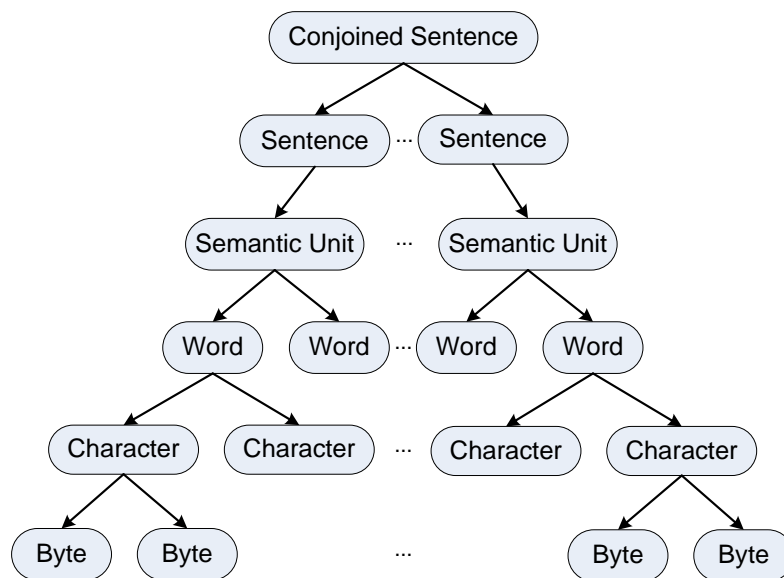 Conjoined Sentence
Sentence ... Sentence
Semantic Unit ... Semantic Unit
Word Word ... Word Word
Character Character ... Character Character
Byte Byte ... Byte Byte